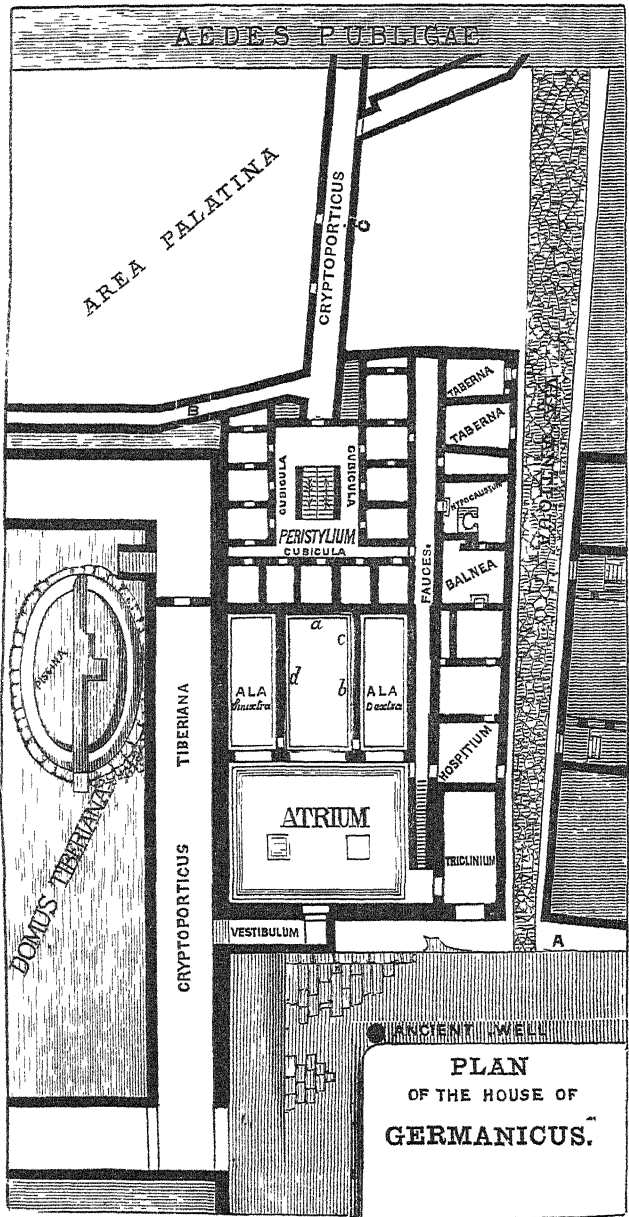 AEDES PUBLICAE
AREA PALATINA
CRYPTOPORTICUS
C
B
TABERNA
TABERNA
CUBICULA
CUBICULA
HYPOCAUSTUM
PERISTYLIUM
CUBICULA
FAUCES.
BALNEA
PISCINA
a
c
d
b
ALA
Sinistra
ALA
Dextra
TIBERIANA
CRYPTOPORTICUS
HOSPITIUM
ATRIUM
TRICLINIUM
DOMUS TIBERIANA
VESTIBULUM
A
ANCIENT WELL
PLAN
OF THE HOUSE OF
GERMANICUS.